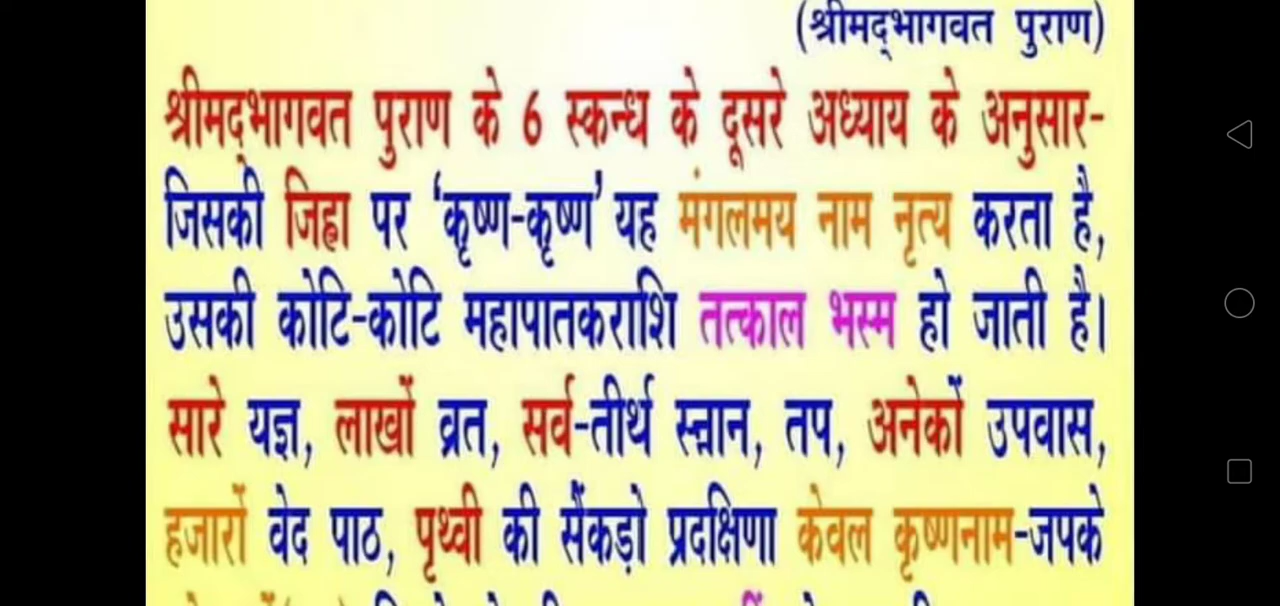 (श्रीमद्भागवत पुराण)
श्रीमद्भागवत पुराण के 6 स्कन्ध के दूसरे अध्याय के अनुसार-
जिसकी जिह्वा पर ‘कृष्ण-कृष्ण’ यह मंगलमय नाम नृत्य करता है,
उसकी कोटि-कोटि महापातकराशि तत्काल भस्म हो जाती है।
सारे यज्ञ, लाखों व्रत, सर्व-तीर्थ स्नान, तप, अनेकों उपवास,
हजारों वेद पाठ, पृथ्वी की सैंकड़ो प्रदक्षिणा केवल कृष्णनाम-जपके